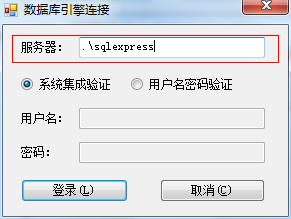 数据库引擎连接
服务器： .\sqlexpress
系统集成验证 用户名密码验证
用户名：
密码：
登录(L) 取消(C)